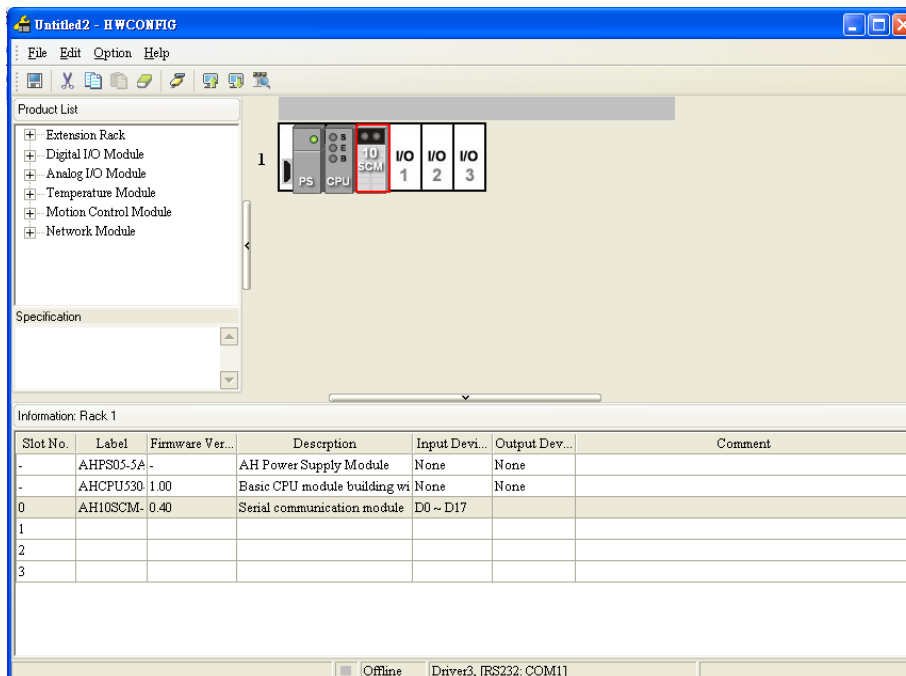 Untitled2 - HWCONFIG
File Edit Option Help
Product List
Extension Rack
Digital I/O Module
Analog I/O Module
Temperature Module
Motion Control Module
Network Module
Specification
1
PS
S
E
B
CPU
10
SCM
I/O
1
I/O
2
I/O
3
Information: Rack 1
Slot No. Label Firmware Ver... Descrption Input Devi... Output Dev... Comment
- AHPS05-5A - AH Power Supply Module None None
- AHCPU530- 1.00 Basic CPU module building wi None None
0 AH10SCM- 0.40 Serial communication module D0 ~ D17
1
2
3
Offline Driver3, [RS232: COM1]